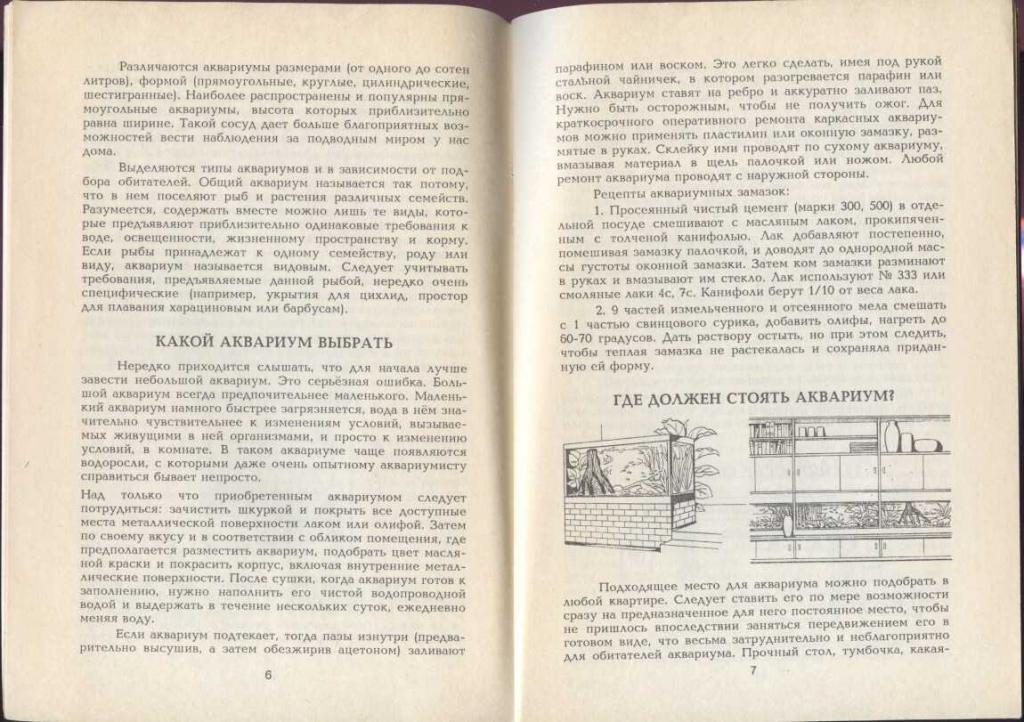 Различаются аквариумы размерами (от одного до сотен
литров), формой (прямоугольные, круглые, цилиндрические,
шестигранные). Наиболее распространены и популярны пря-
моугольные аквариумы, высота которых приблизительно
равна ширине. Такой сосуд дает больше благоприятных воз-
можностей вести наблюдения за подводным миром у нас
дома.
Выделяются типы аквариумов и в зависимости от под-
бора обитателей. Общий аквариум называется так потому,
что в нем поселяют рыб и растения различных семейств.
Разумеется, содержать вместе можно лишь те виды, кото-
рые предъявляют приблизительно одинаковые требования к
воде, освещенности, жизненному пространству и корму.
Если рыбы принадлежат к одному семейству, роду или
виду, аквариум называется видовым. Следует учитывать
требования, предъявляемые данной рыбой, нередко очень
специфические (например, укрытия для цихлид, простор
для плавания харациновым или барбусам).
КАКОЙ АКВАРИУМ ВЫБРАТЬ
Нередко приходится слышать, что для начала лучше
завести небольшой аквариум. Это серьёзная ошибка. Боль-
шой аквариум всегда предпочительнее маленького. Малень-
кий аквариум намного быстрее загрязняется, вода в нём зна-
чительно чувствительнее к изменениям условий, вызывае-
мых живущими в ней организмами, и просто к изменению
условий, в комнате. В таком аквариуме чаще появляются
водоросли, с которыми даже очень опытному аквариумисту
справиться бывает непросто.
Над только что приобретенным аквариумом следует
потрудиться: зачистить шкуркой и покрыть все доступные
места металлической поверхности лаком или олифой. Затем
по своему вкусу и в соответствии с обликом помещения, где
предполагается разместить аквариум, подобрать цвет масля-
ной краски и покрасить корпус, включая внутренние метал-
лические поверхности. После сушки, когда аквариум готов к
заполнению, нужно наполнить его чистой водопроводной
водой и выдержать в течение нескольких суток, ежедневно
меняя воду.
Если аквариум подтекает, тогда пазы изнутри (предва-
рительно высушив, а затем обезжирив ацетоном) заливают
6
парафином или воском. Это легко сделать, имея под рукой
стальной чайничек, в котором разогревается парафин или
воск. Аквариум ставят на ребро и аккуратно заливают паз.
Нужно быть осторожным, чтобы не получить ожог. Для
краткосрочного оперативного ремонта каркасных аквариу-
мов можно применять пластилин или оконную замазку, раз-
мятые в руках. Склейку ими проводят по сухому аквариуму,
вмазывая материал в щель палочкой или ножом. Любой
ремонт аквариума проводят с наружной стороны.
Рецепты аквариумных замазок:
1. Просеянный чистый цемент (марки 300, 500) в отде-
льной посуде смешивают с масляным лаком, прокипячен-
ным с толченой канифолью. Лак добавляют постепенно,
помешивая замазку палочкой, и доводят до однородной мас-
сы густоты оконной замазки. Затем ком замазки разминают
в руках и вмазывают им стекло. Лак используют № 333 или
смоляные лаки 4с, 7с. Канифоли берут 1/10 от веса лака.
2. 9 частей измельченного и отсеянного мела смешать
с 1 частью свинцового сурика, добавить олифы, нагреть до
60-70 градусов. Дать раствору остыть, но при этом следить,
чтобы теплая замазка не растекалась и сохраняла придан-
ную ей форму.
ГДЕ ДОЛЖЕН СТОЯТЬ АКВАРИУМ?
Подходящее место для аквариума можно подобрать в
любой квартире. Следует ставить его по мере возможности
сразу на предназначенное для него постоянное место, чтобы
не пришлось впоследствии заняться передвижением его в
готовом виде, что весьма затруднительно и неблагоприятно
для обитателей аквариума. Прочный стол, тумбочка, какая-
7